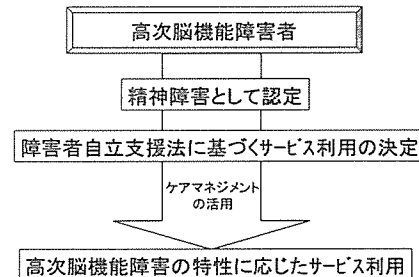 高次脳機能障害者
精神障害として認定
障害者自立支援法に基づくサービス利用の決定
ケアマネジメント
の活用
高次脳機能障害の特性に応じたサービス利用